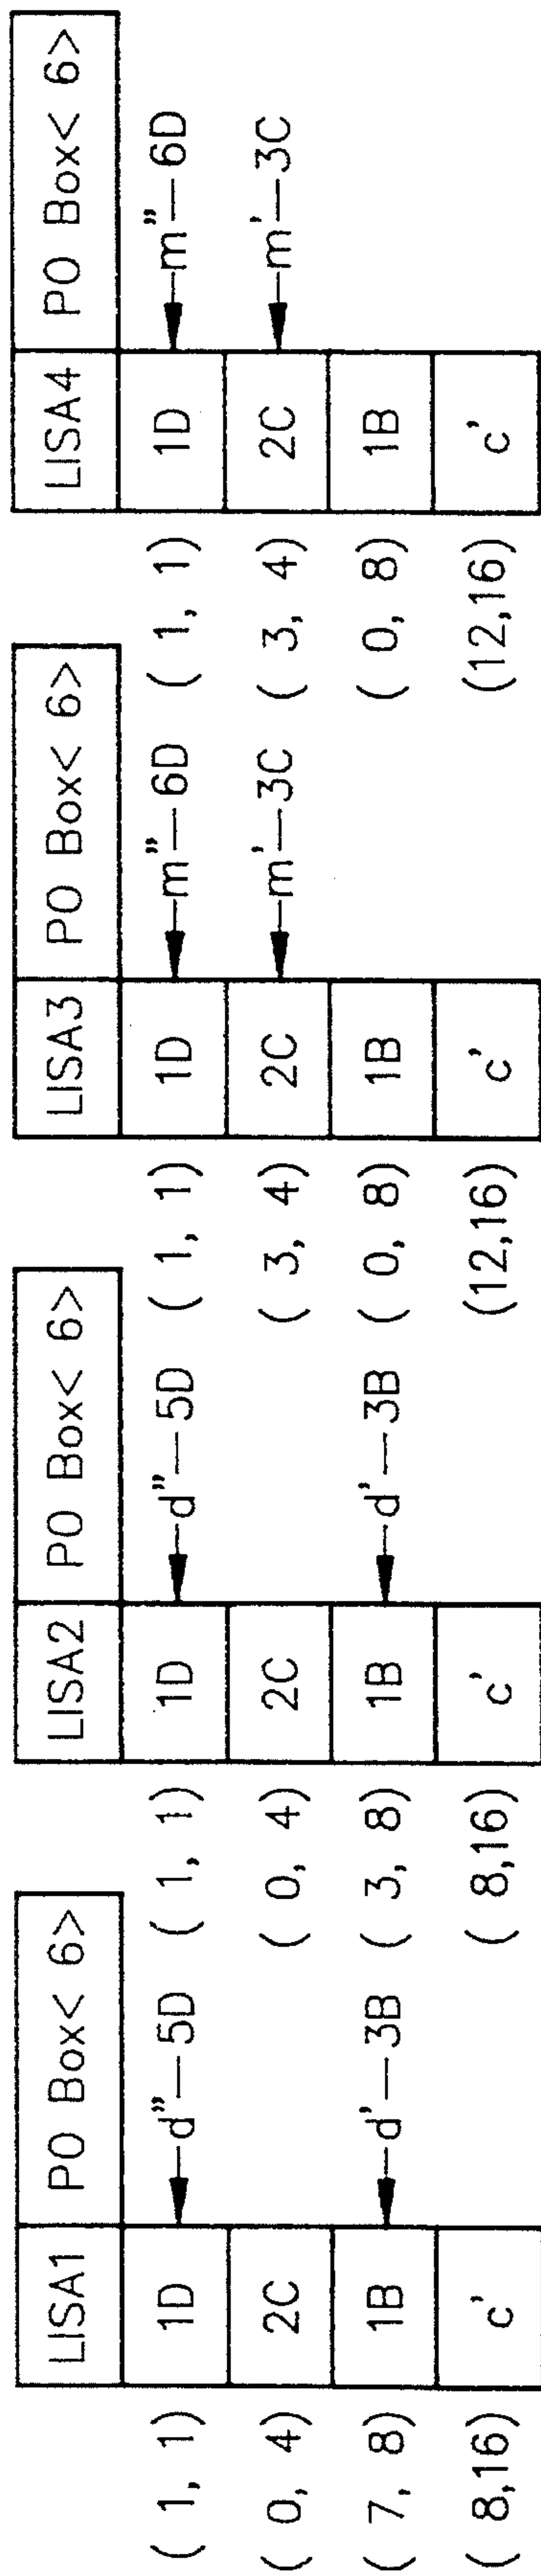 LISA1 PO Box< 6> LISA2 PO Box< 6> LISA3 PO Box< 6> LISA4 PO Box< 6>
( 1, 1) 1D d"—5D ( 1, 1) 1D d"—5D ( 1, 1) 1D m"—6D ( 1, 1) 1D m"—6D
( 0, 4) 2C ( 0, 4) 2C ( 3, 4) 2C m'—3C ( 3, 4) 2C m'—3C
( 7, 8) 1B d'—3B ( 3, 8) 1B d'—3B ( 0, 8) 1B ( 0, 8) 1B
( 8,16) c' ( 8,16) c' (12,16) c' (12,16) c'